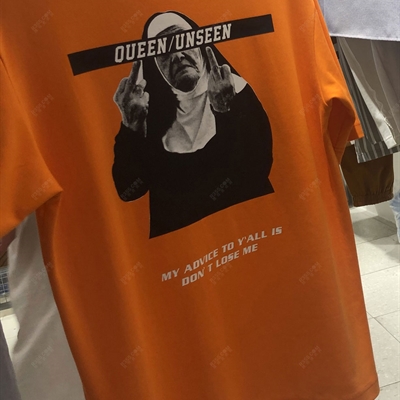 QUEEN/UNSEEN
MY ADVICE TO Y'ALL IS
DON'T LOSE ME